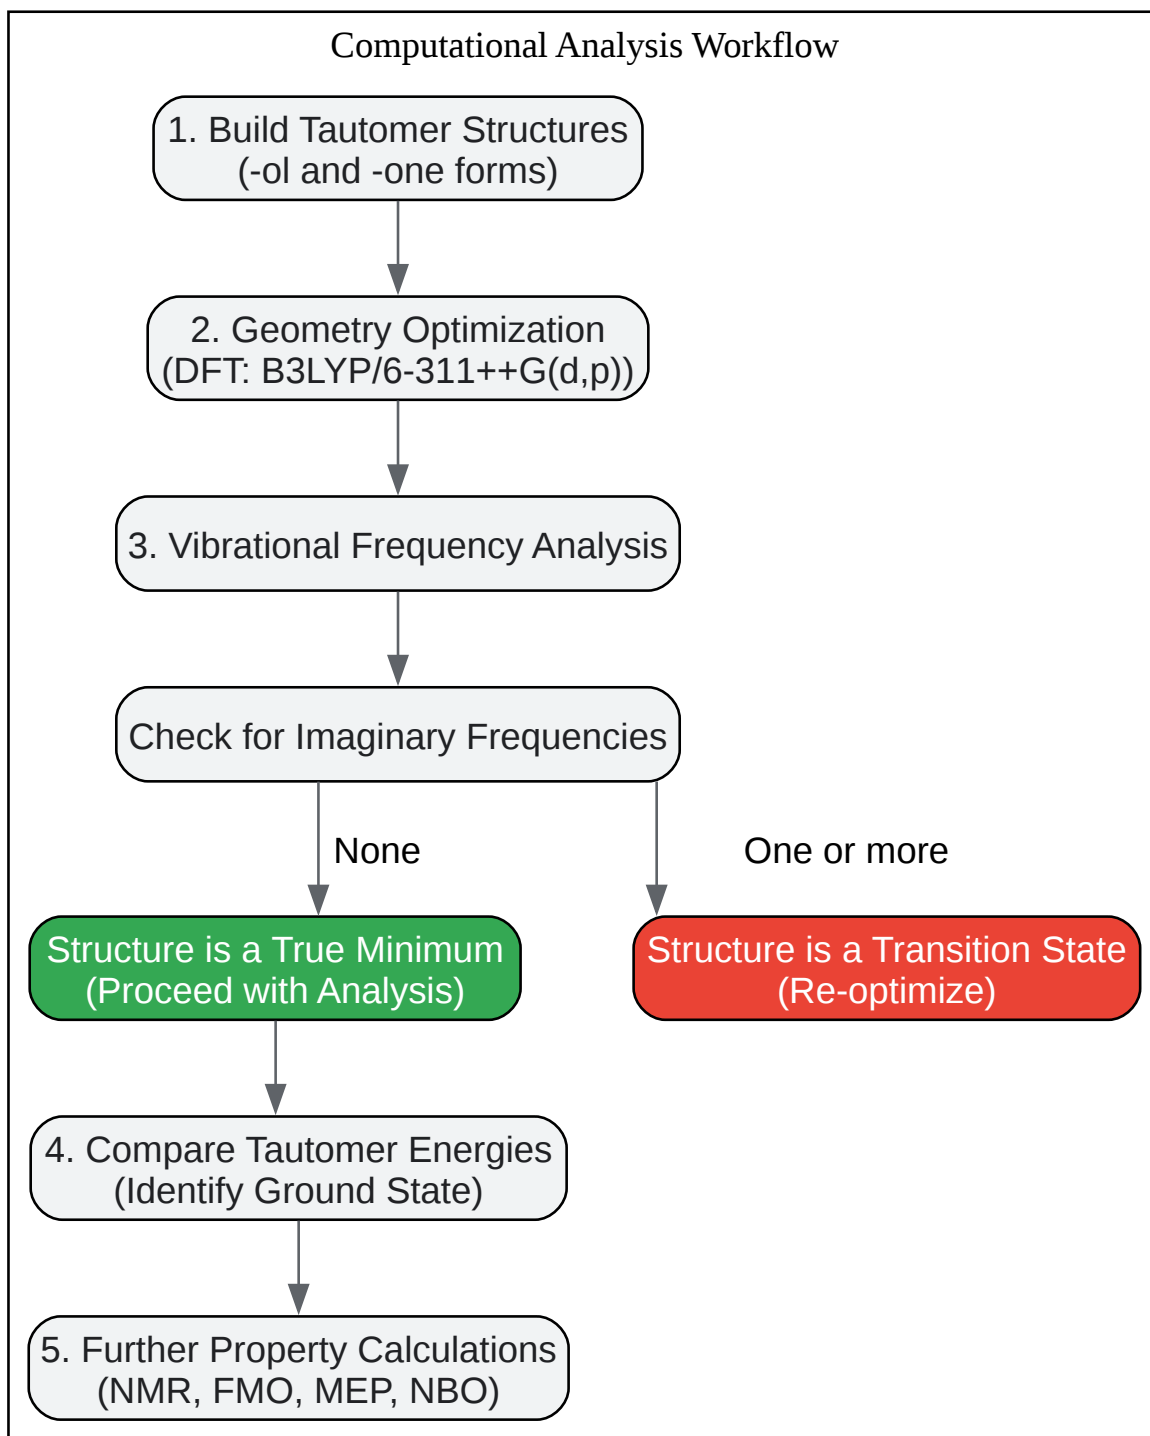 Computational Analysis Workflow
1. Build Tautomer Structures
(-ol and -one forms)
2. Geometry Optimization
(DFT: B3LYP/6-311++G(d,p))
3. Vibrational Frequency Analysis
Check for Imaginary Frequencies
None
One or more
Structure is a True Minimum
(Proceed with Analysis)
Structure is a Transition State
(Re-optimize)
4. Compare Tautomer Energies
(Identify Ground State)
5. Further Property Calculations
(NMR, FMO, MEP, NBO)